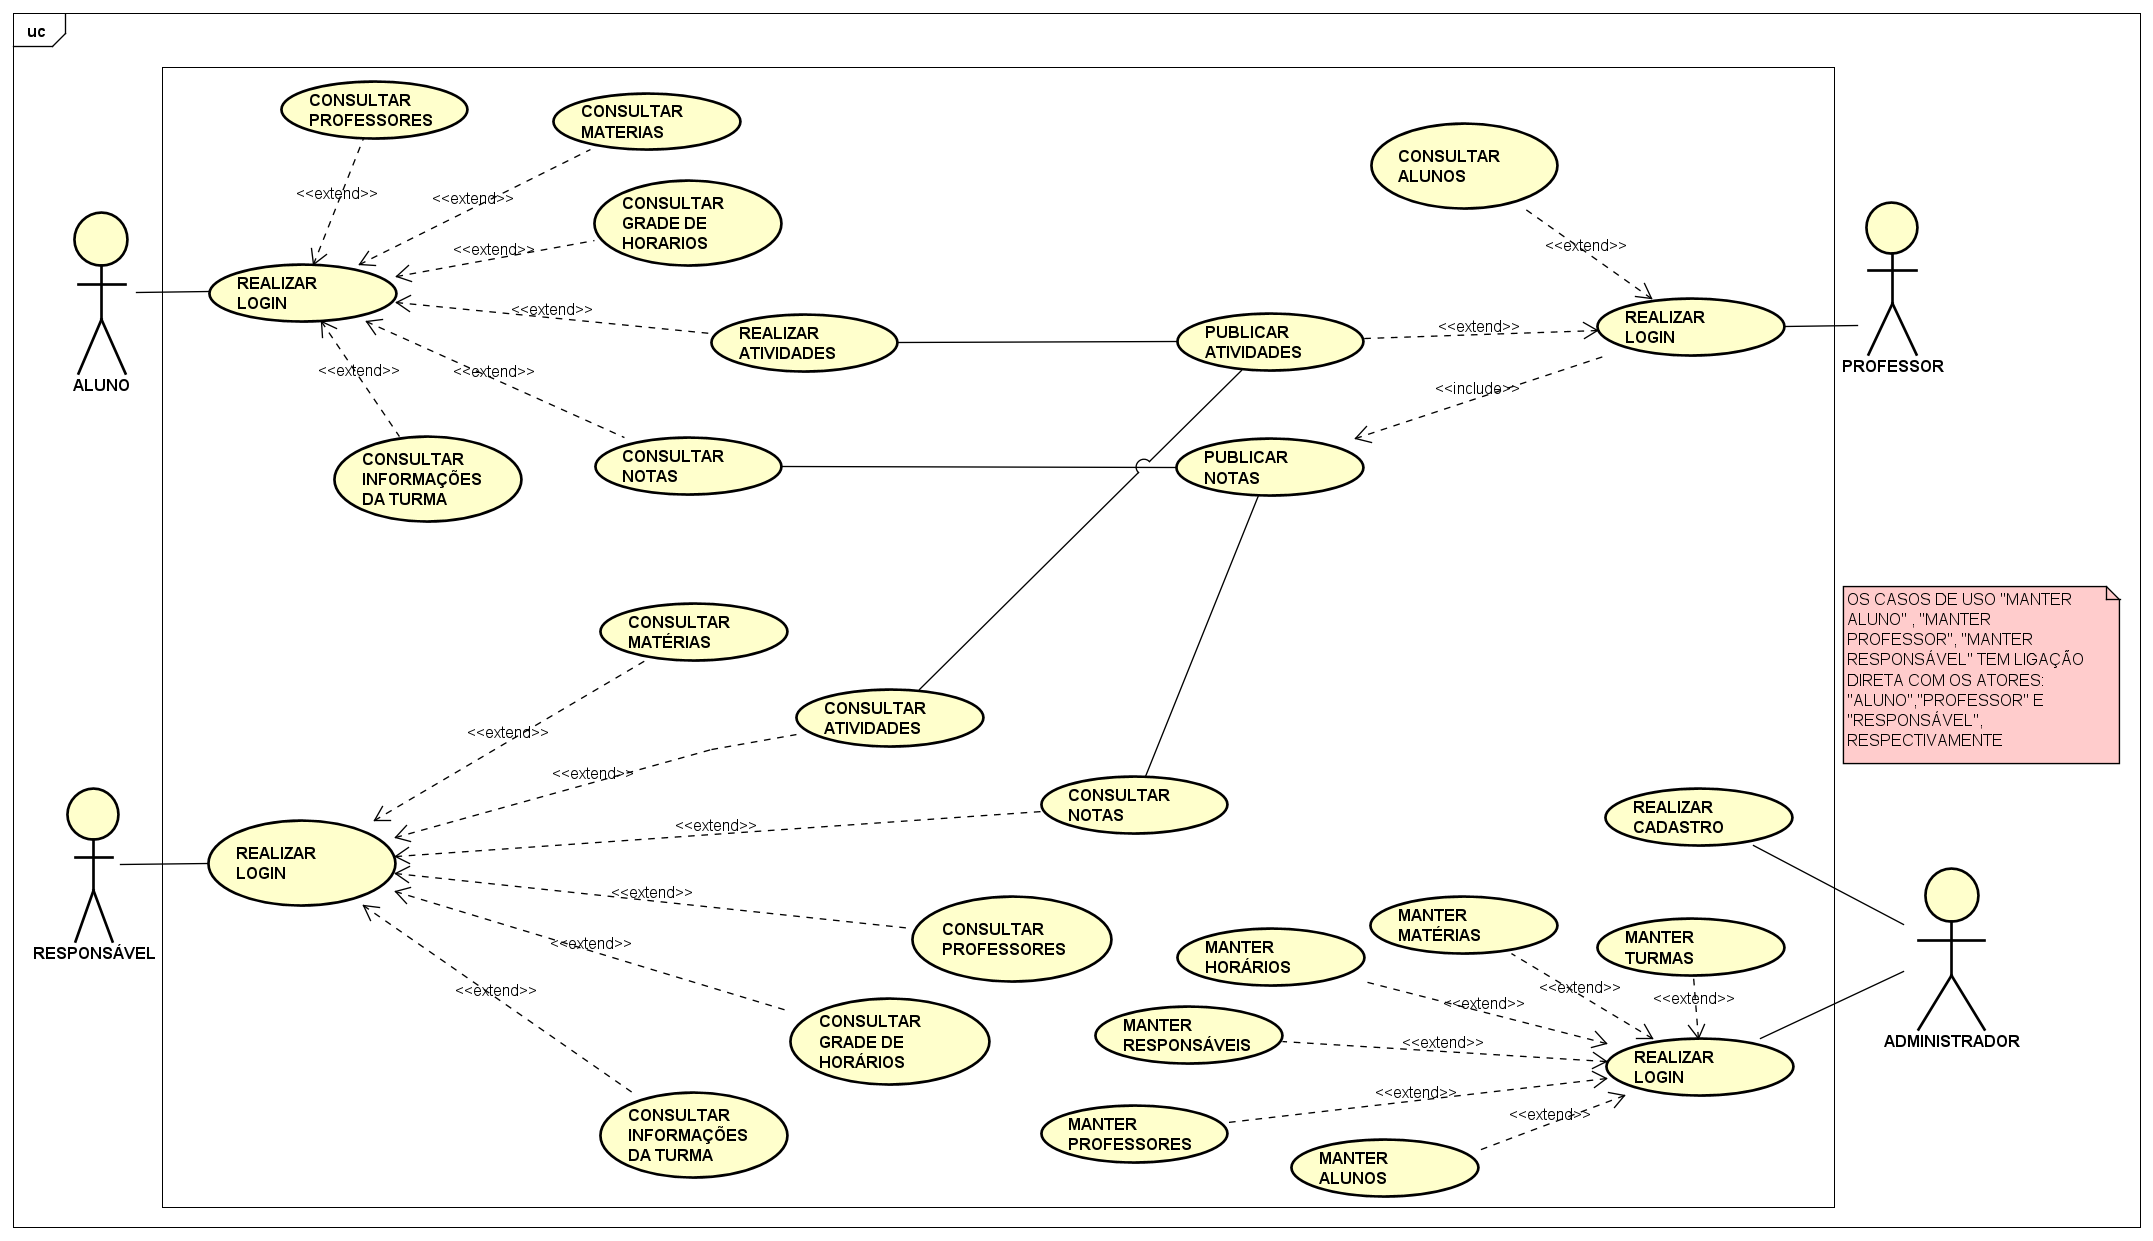 uc
CONSULTAR
PROFESSORES
CONSULTAR
MATERIAS
CONSULTAR
GRADE DE
HORARIOS
CONSULTAR
ALUNOS
<<extend>>
<<extend>>
<<extend>>
<<extend>>
<<extend>>
<<extend>>
<<extend>>
<<extend>>
<<include>>
ALUNO
REALIZAR
LOGIN
REALIZAR
ATIVIDADES
PUBLICAR
ATIVIDADES
REALIZAR
LOGIN
PROFESSOR
CONSULTAR
INFORMAÇÕES
DA TURMA
CONSULTAR
NOTAS
PUBLICAR
NOTAS
OS CASOS DE USO "MANTER
ALUNO" , "MANTER
PROFESSOR", "MANTER
RESPONSÁVEL" TEM LIGAÇÃO
DIRETA COM OS ATORES:
"ALUNO","PROFESSOR" E
"RESPONSÁVEL",
RESPECTIVAMENTE
CONSULTAR
MATÉRIAS
CONSULTAR
ATIVIDADES
CONSULTAR
NOTAS
<<extend>>
<<extend>>
<<extend>>
<<extend>>
<<extend>>
<<extend>>
REALIZAR
LOGIN
RESPONSÁVEL
CONSULTAR
PROFESSORES
CONSULTAR
GRADE DE
HORÁRIOS
CONSULTAR
INFORMAÇÕES
DA TURMA
REALIZAR
CADASTRO
MANTER
MATÉRIAS
MANTER
TURMAS
MANTER
HORÁRIOS
MANTER
RESPONSÁVEIS
<<extend>>
<<extend>>
<<extend>>
<<extend>>
<<extend>>
<<extend>>
REALIZAR
LOGIN
ADMINISTRADOR
MANTER
PROFESSORES
MANTER
ALUNOS